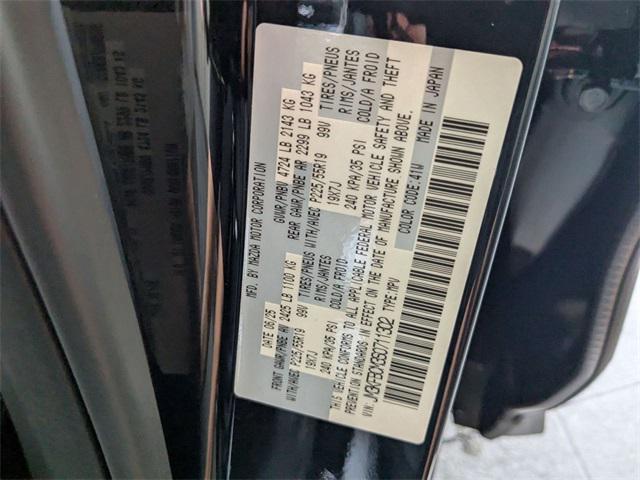 MFD. BY MAZDA MOTOR CORPORATION
DATE 06/25 GVWR/PNBV 4724 LB 2143 KG
FRONT GAWR/PNBE AV 2425 LB 1100 KG REAR GAWR/PNBE AR 2299 LB 1043 KG
WITH/AVEC P225/55R19 99V TIRES/PNEUS WITH/AVEC P225/55R19 99V TIRES/PNEUS
19X7J RIMS/JANTES 19X7J RIMS/JANTES
240 KPA/35 PSI COLD/A FROID 240 KPA/35 PSI COLD/A FROID
THIS VEHICLE CONFORMS TO ALL APPLICABLE FEDERAL MOTOR VEHICLE SAFETY AND THEFT
PREVENTION STANDARDS IN EFFECT ON THE DATE OF MANUFACTURE SHOWN ABOVE.
VIN: TYPE: MPV COLOR CODE: 41W MADE IN JAPAN